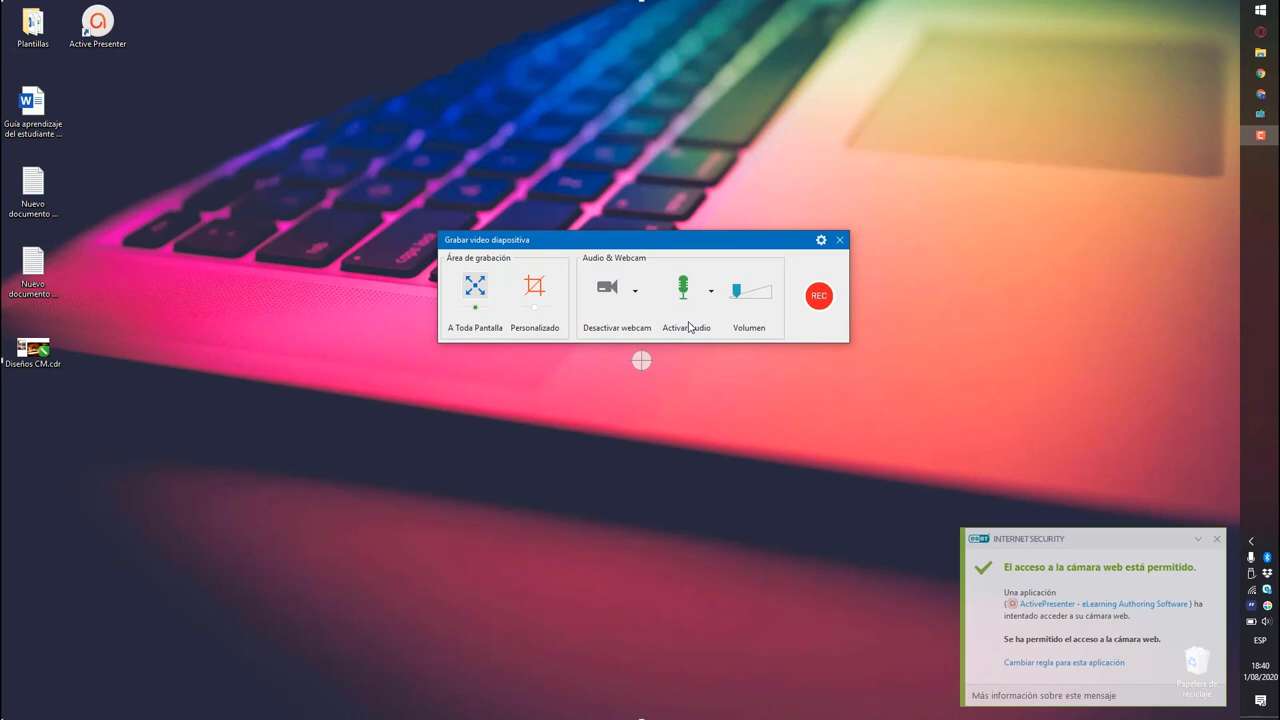 Plantillas
Active Presenter
Guía aprendizaje
del estudiante ...
Nuevo
documento ...
Nuevo
documento ...
Diseños CM.cdr
Grabar video diapositiva
Área de grabación
Audio & Webcam
REC
A Toda Pantalla
Personalizado
Desactivar webcam
Volumen
eset INTERNET SECURITY
El acceso a la cámara web está permitido.
Una aplicación
( ActivePresenter - eLearning Authoring Software ) ha
intentado acceder a su cámara web.
Se ha permitido el acceso a la cámara web.
Cambiar regla para esta aplicación
Más información sobre este mensaje
Papelera de
reciclaje
ESP
18:40
1/08/2020